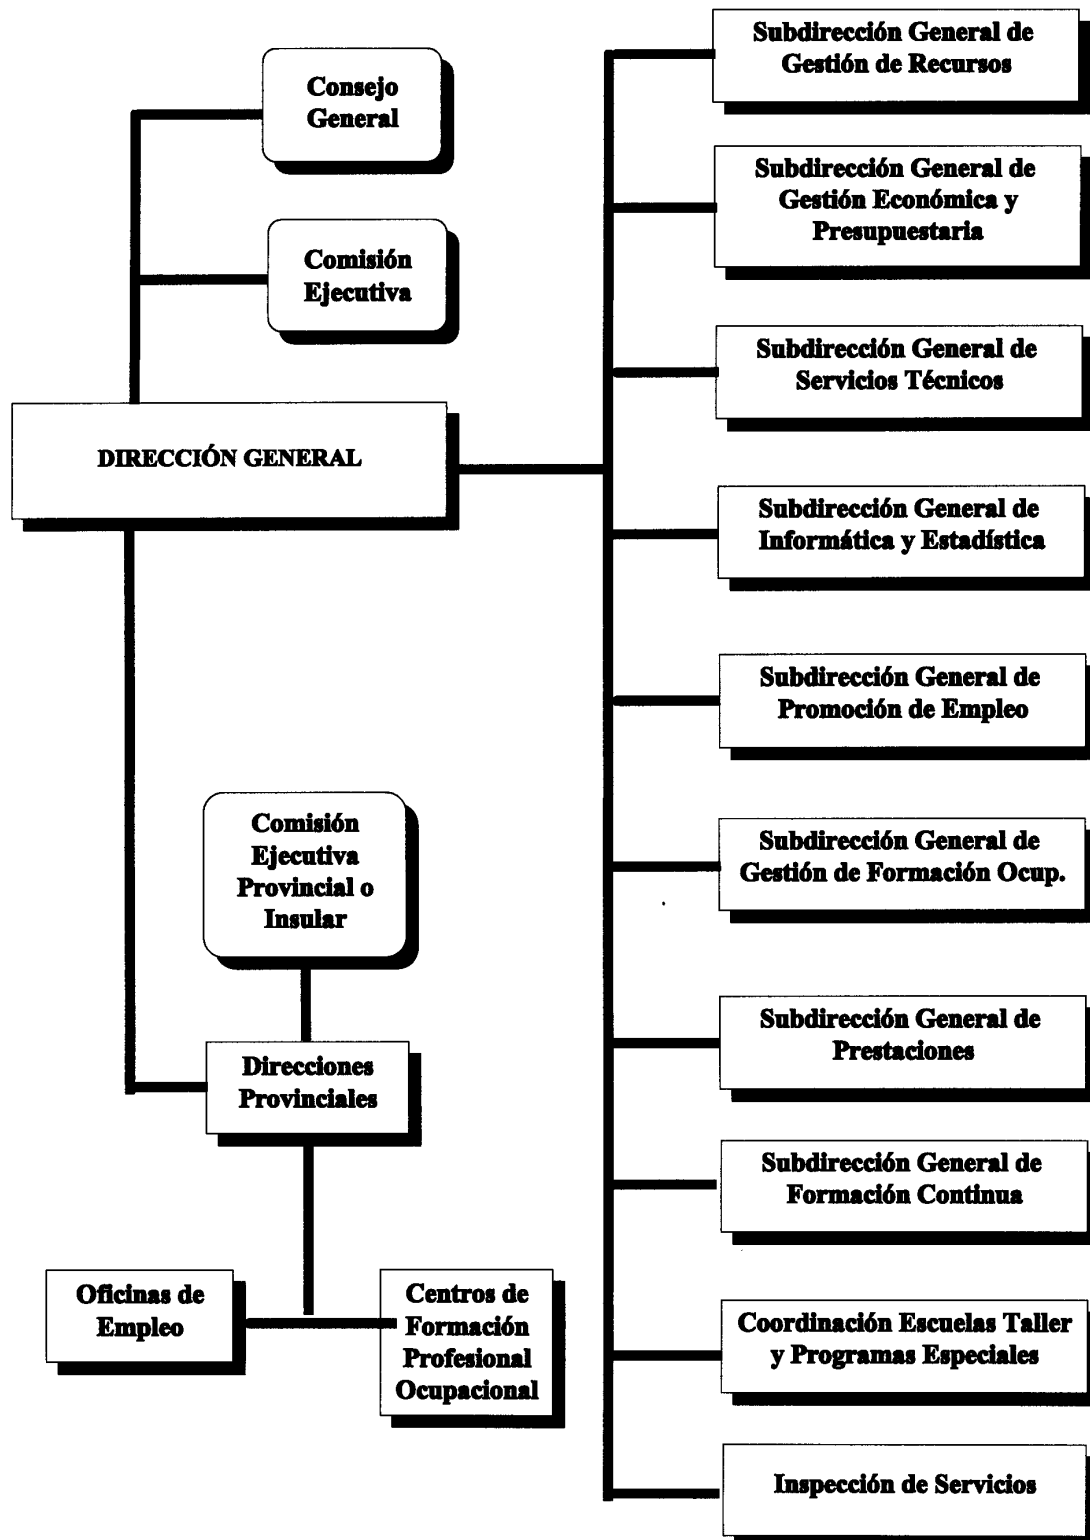 Consejo
General
Comisión
Ejecutiva
DIRECCIÓN GENERAL
Comisión
Ejecutiva
Provincial o
Insular
Direcciones
Provinciales
Oficinas de
Empleo
Centros de
Formación
Profesional
Ocupacional
Subdirección General de
Gestión de Recursos
Subdirección General de
Gestión Económica y
Presupuestaria
Subdirección General de
Servicios Técnicos
Subdirección General de
Informática y Estadística
Subdirección General de
Promoción de Empleo
Subdirección General de
Gestión de Formación Ocup.
Subdirección General de
Prestaciones
Subdirección General de
Formación Continua
Coordinación Escuelas Taller
y Programas Especiales
Inspección de Servicios